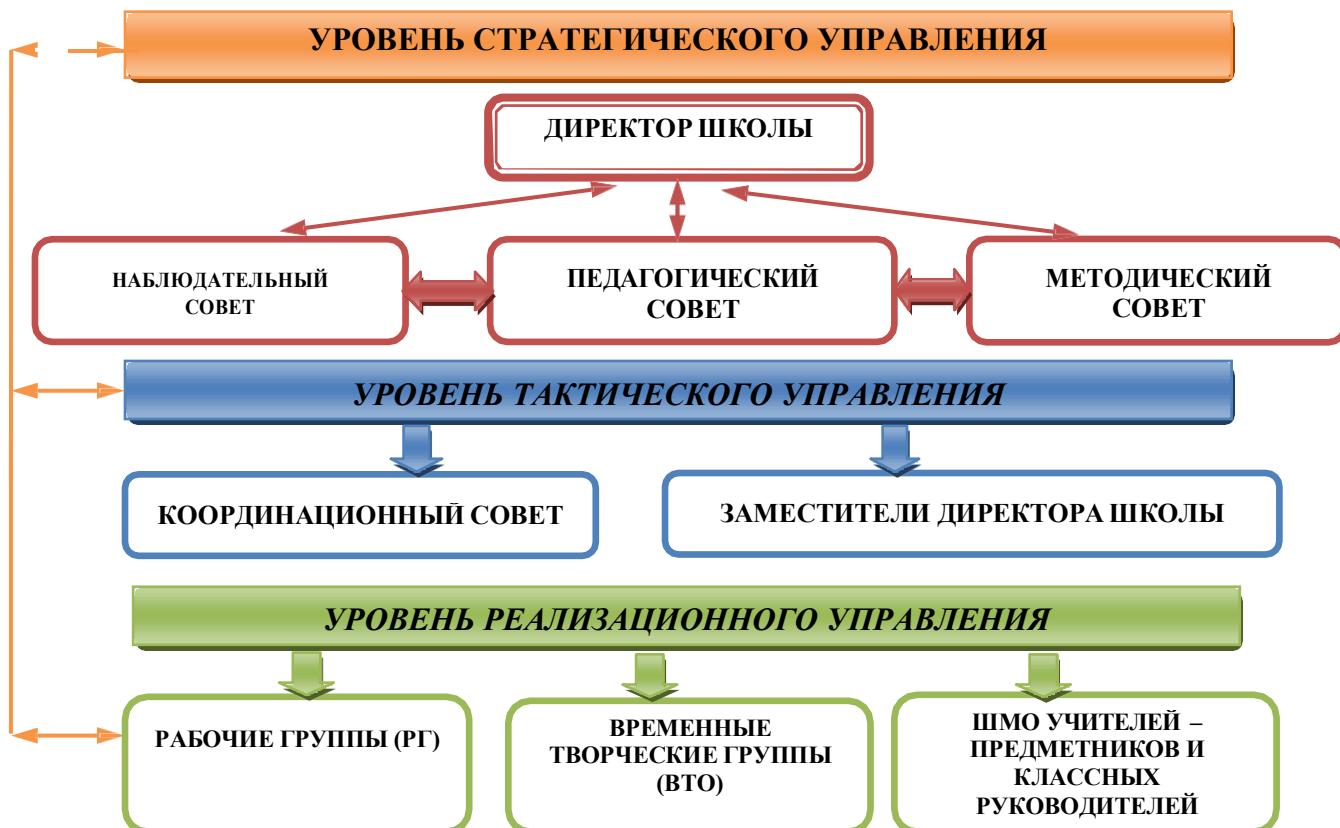 УРОВЕНЬ СТРАТЕГИЧЕСКОГО УПРАВЛЕНИЯ
ДИРЕКТОР ШКОЛЫ
НАБЛЮДАТЕЛЬНЫЙ
СОВЕТ
ПЕДАГОГИЧЕСКИЙ
СОВЕТ
МЕТОДИЧЕСКИЙ
СОВЕТ
УРОВЕНЬ ТАКТИЧЕСКОГО УПРАВЛЕНИЯ
КООРДИНАЦИОННЫЙ СОВЕТ
ЗАМЕСТИТЕЛИ ДИРЕКТОРА ШКОЛЫ
УРОВЕНЬ РЕАЛИЗАЦИОННОГО УПРАВЛЕНИЯ
РАБОЧИЕ ГРУППЫ (РГ)
ВРЕМЕННЫЕ
ТВОРЧЕСКИЕ ГРУППЫ
(ВТО)
ШМО УЧИТЕЛЕЙ –
ПРЕДМЕТНИКОВ И
КЛАССНЫХ
РУКОВОДИТЕЛЕЙ